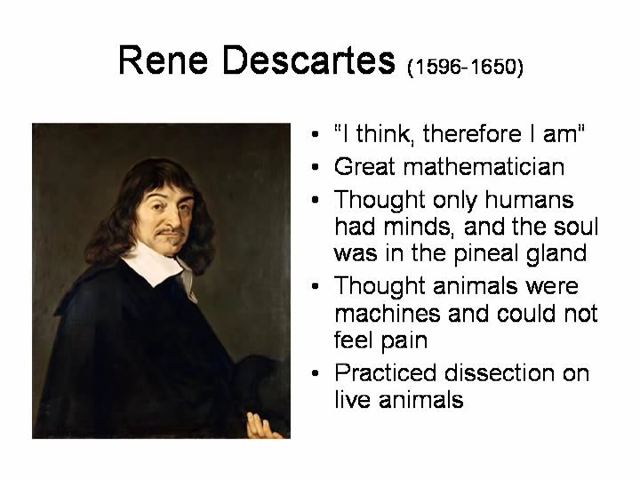 Rene Descartes (1596-1650)
• "I think, therefore I am"
• Great mathematician
• Thought only humans
had minds, and the soul
was in the pineal gland
• Thought animals were
machines and could not
feel pain
• Practiced dissection on
live animals